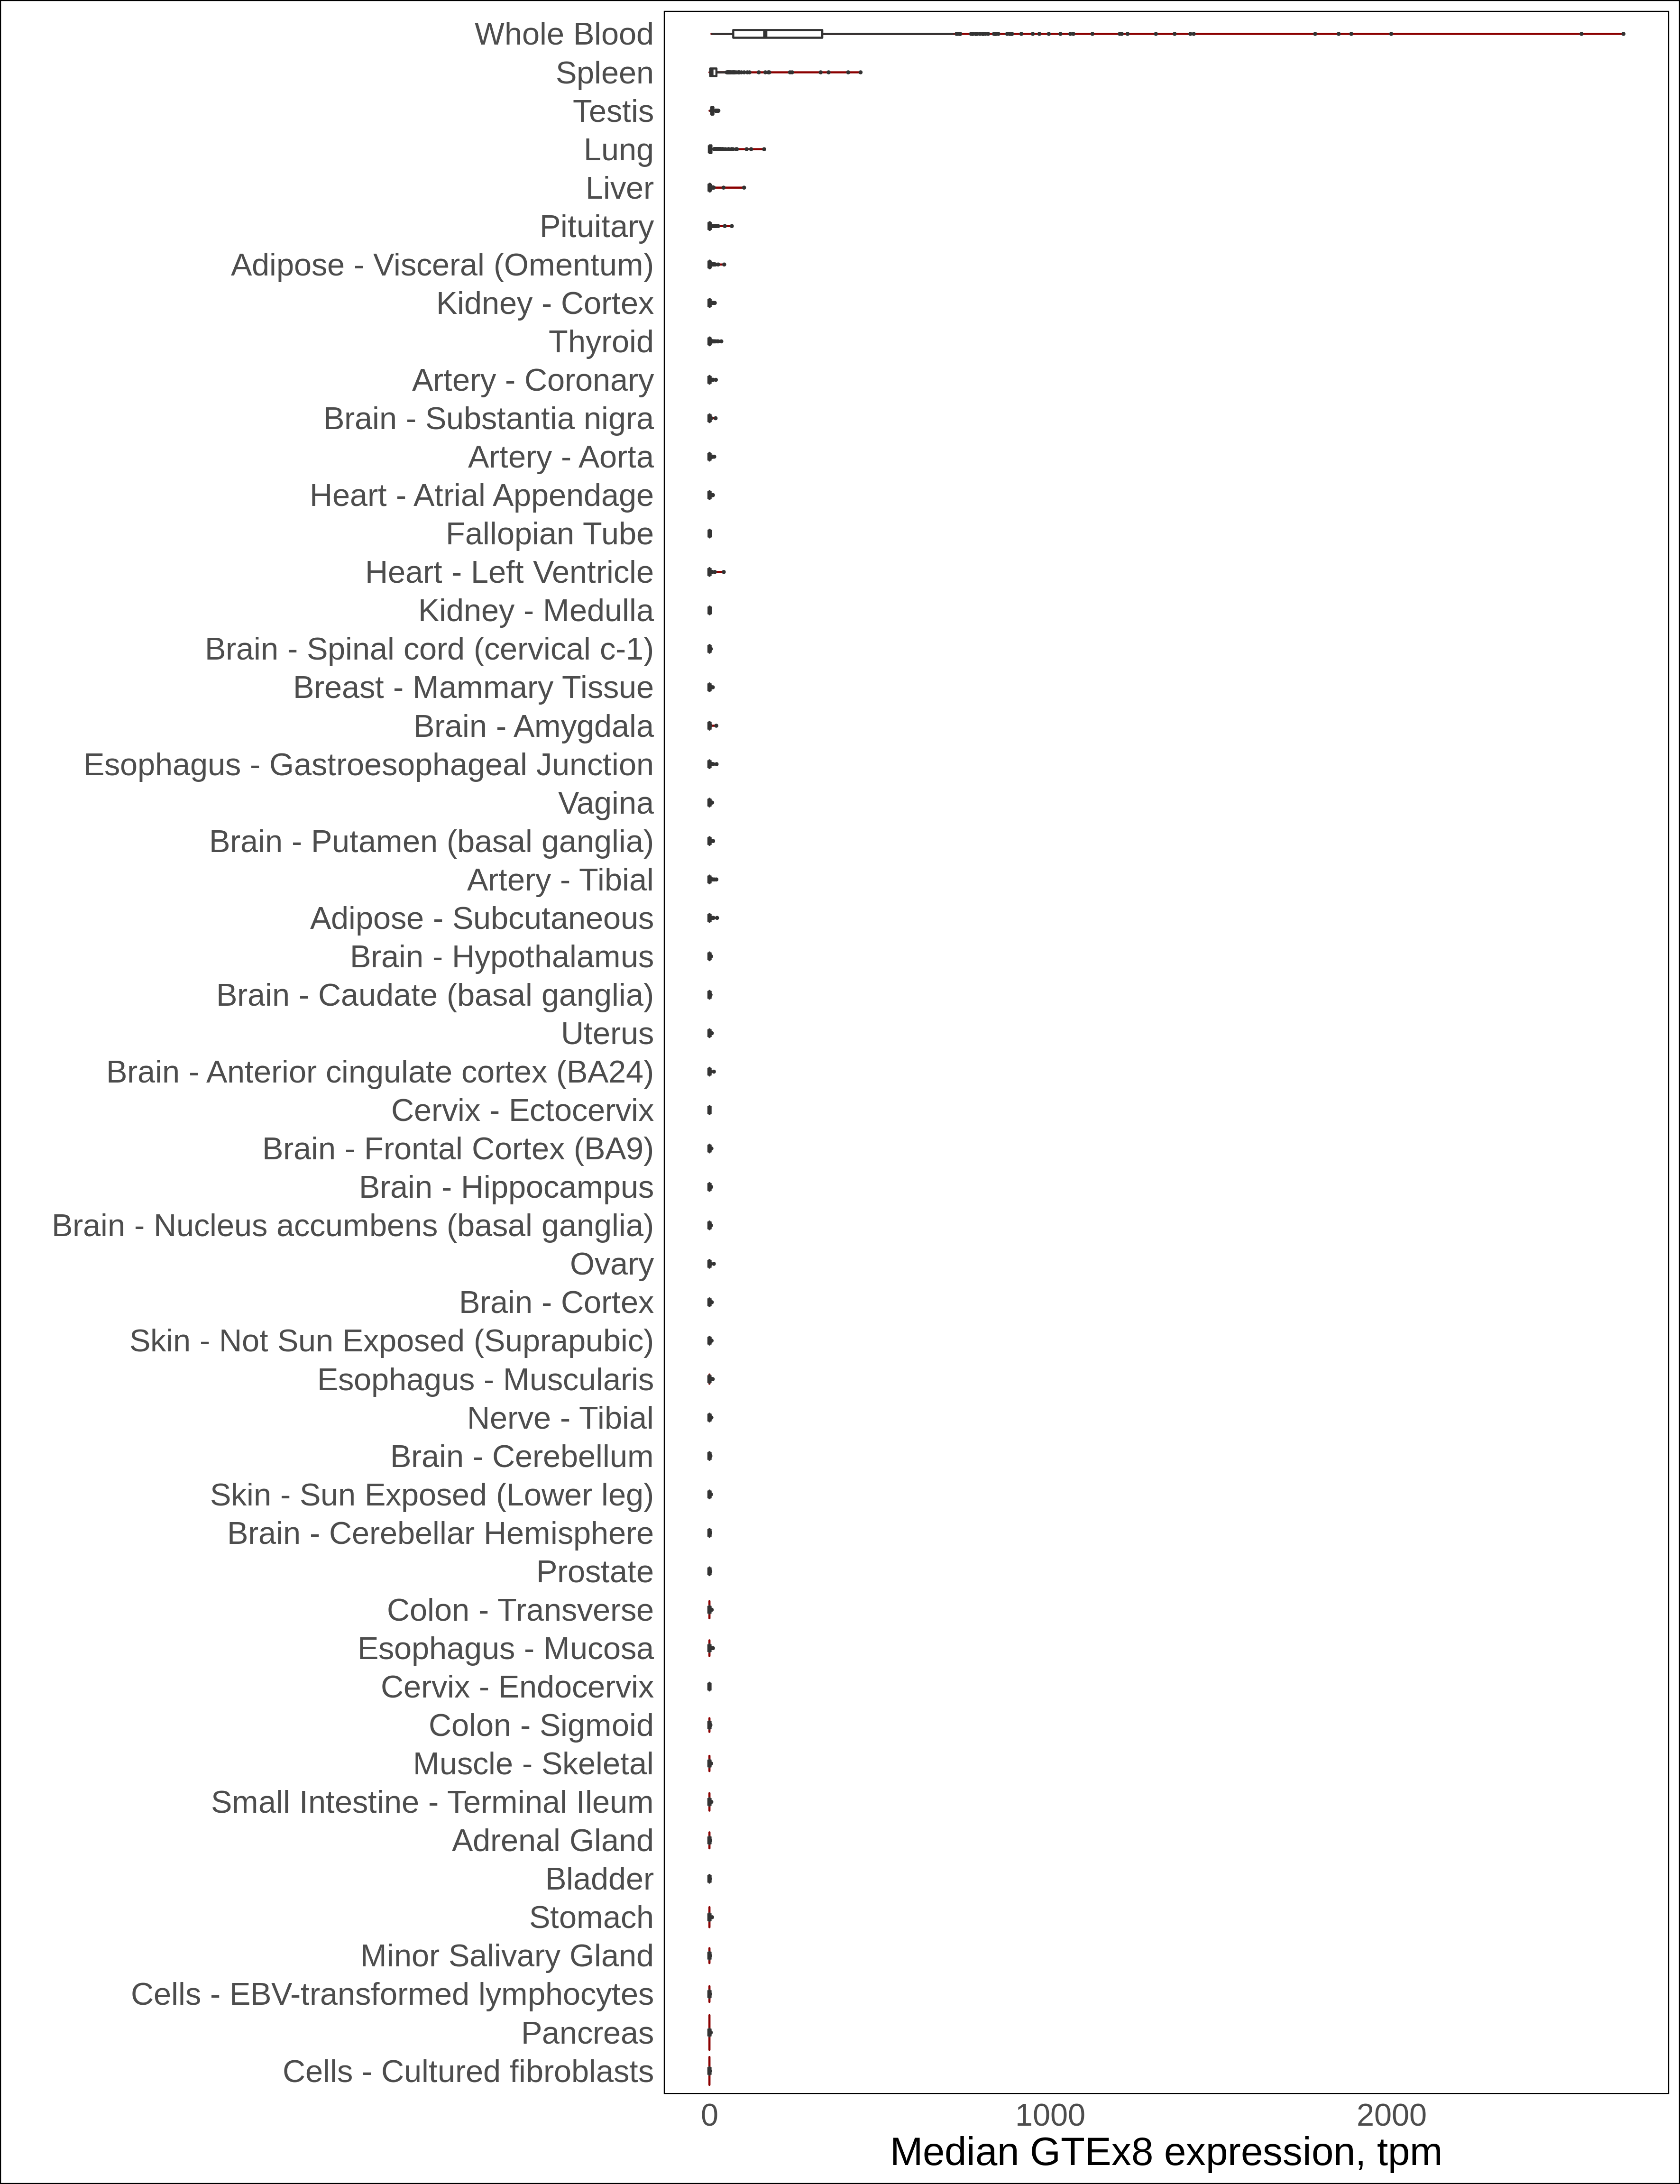 Whole Blood
Spleen
Testis
Lung
Liver
Pituitary
Adipose - Visceral (Omentum)
Kidney - Cortex
Thyroid
Artery - Coronary
Brain - Substantia nigra
Artery - Aorta
Heart - Atrial Appendage
Fallopian Tube
Heart - Left Ventricle
Kidney - Medulla
Brain - Spinal cord (cervical c-1)
Breast - Mammary Tissue
Brain - Amygdala
Esophagus - Gastroesophageal Junction
Vagina
Brain - Putamen (basal ganglia)
Artery - Tibial
Adipose - Subcutaneous
Brain - Hypothalamus
Brain - Caudate (basal ganglia)
Uterus
Brain - Anterior cingulate cortex (BA24)
Cervix - Ectocervix
Brain - Frontal Cortex (BA9)
Brain - Hippocampus
Brain - Nucleus accumbens (basal ganglia)
Ovary
Brain - Cortex
Skin - Not Sun Exposed (Suprapubic)
Esophagus - Muscularis
Nerve - Tibial
Brain - Cerebellum
Skin - Sun Exposed (Lower leg)
Brain - Cerebellar Hemisphere
Prostate
Colon - Transverse
Esophagus - Mucosa
Cervix - Endocervix
Colon - Sigmoid
Muscle - Skeletal
Small Intestine - Terminal Ileum
Adrenal Gland
Bladder
Stomach
Minor Salivary Gland
Cells - EBV-transformed lymphocytes
Pancreas
Cells - Cultured fibroblasts
0 1000 2000
Median GTEx8 expression, tpm